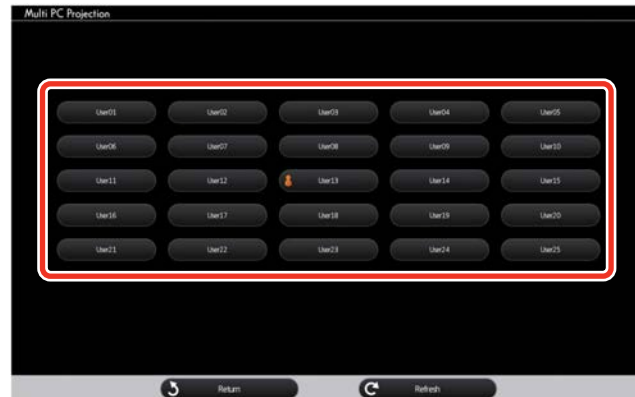 Multi PC Projection
User01 User02 User03 User04 User05
User06 User07 User08 User09 User10
User11 User12 User13 User14 User15
User16 User17 User18 User19 User20
User21 User22 User23 User24 User25
Return Refresh